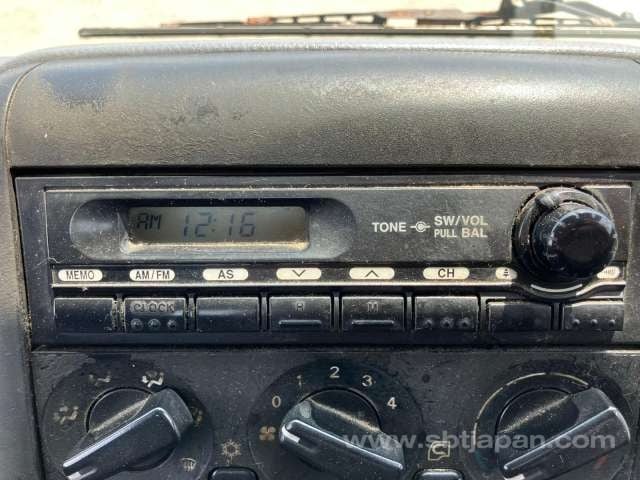 AM 12:16
TONE SW/VOL
PULL BAL
MEMO AM/FM AS CH
CLOCK H M
0 1 2 3 4
www.sbtjapan.com